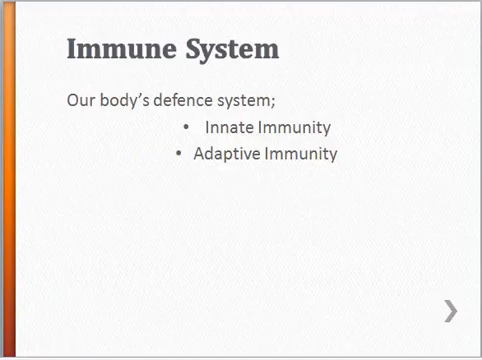 Immune System
Our body’s defence system;
• Innate Immunity
• Adaptive Immunity